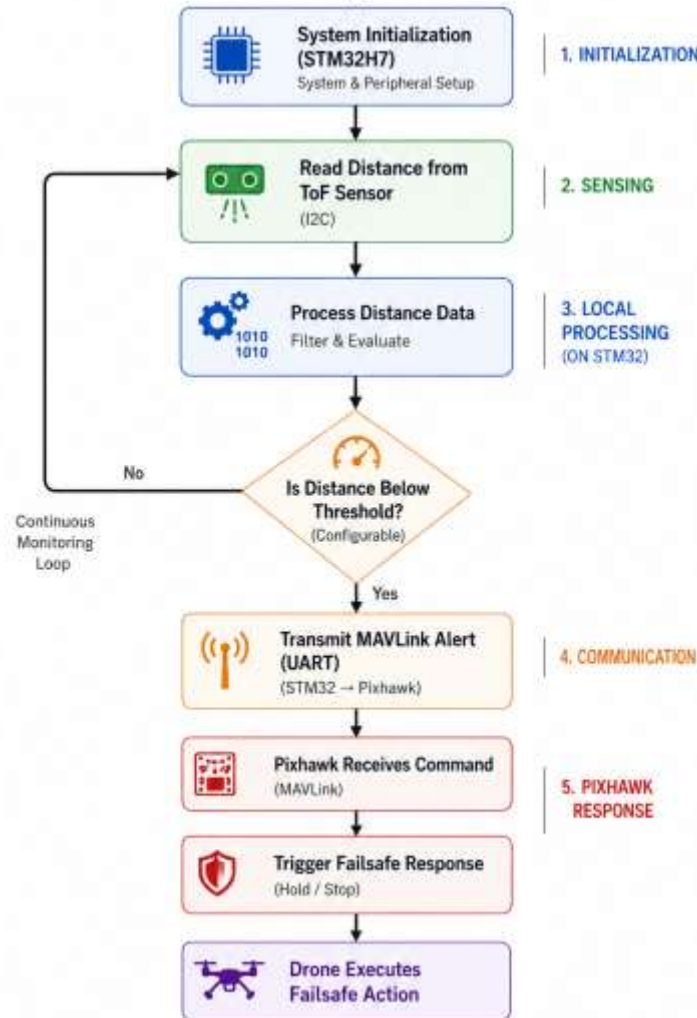 System Initialization
(STM32H7)
System & Peripheral Setup
1. INITIALIZATION
Read Distance from
ToF Sensor
(I2C)
2. SENSING
Process Distance Data
Filter & Evaluate
1010
1010
3. LOCAL
PROCESSING
(ON STM32)
Is Distance Below
Threshold?
(Configurable)
No
Continuous
Monitoring
Loop
Yes
Transmit MAVLink Alert
(UART)
(STM32 → Pixhawk)
4. COMMUNICATION
Pixhawk Receives Command
(MAVLink)
5. PIXHAWK
RESPONSE
Trigger Failsafe Response
(Hold / Stop)
Drone Executes
Failsafe Action